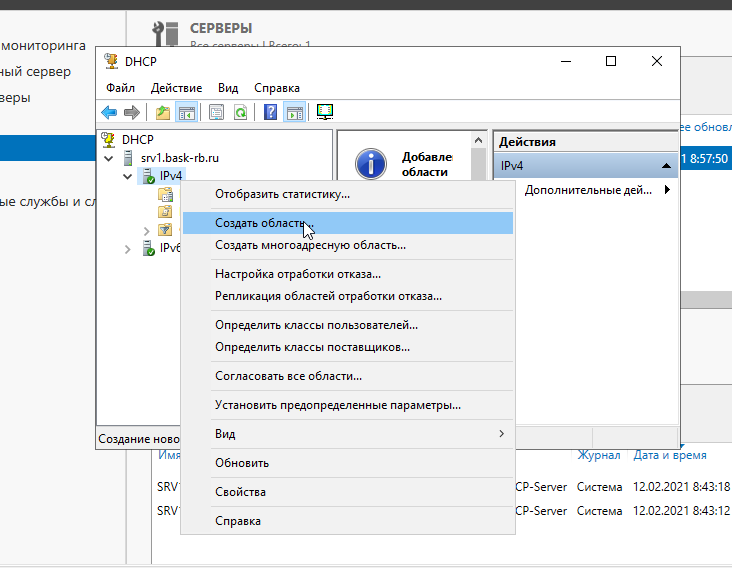 СЕРВЕРЫ
Все серверы | Всего: 1
мониторинга
ный сервер
веры
ые службы и сл
DHCP
Файл Действие Вид Справка
DHCP
srv1.bask-rb.ru
IPv4
IPv6
Добавле
области
Действия
IPv4
Дополнительные дей...
ее обновл
1 8:57:50
Отобразить статистику...
Создать область...
Создать многоадресную область...
Настройка отработки отказа...
Репликация областей отработки отказа...
Определить классы пользователей...
Определить классы поставщиков...
Согласовать все области...
Установить предопределенные параметры...
Вид
Обновить
Свойства
Справка
Создание ново
Имя Журнал Дата и время
SRV1 CP-Server Система 12.02.2021 8:43:18
SRV1 CP-Server Система 12.02.2021 8:43:12